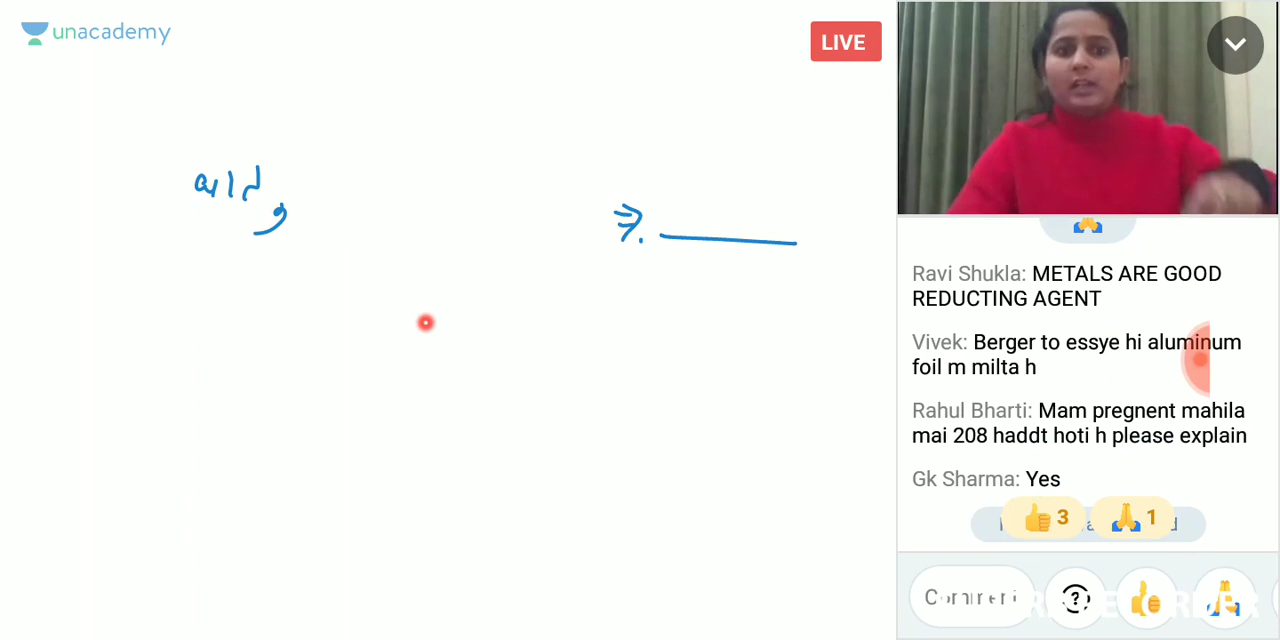 unacademy
LIVE
Ravi Shukla: METALS ARE GOOD
REDUCTING AGENT
Vivek: Berger to essye hi aluminum
foil m milta h
Rahul Bharti: Mam pregnent mahila
mai 208 haddt hoti h please explain
Gk Sharma: Yes
3
1